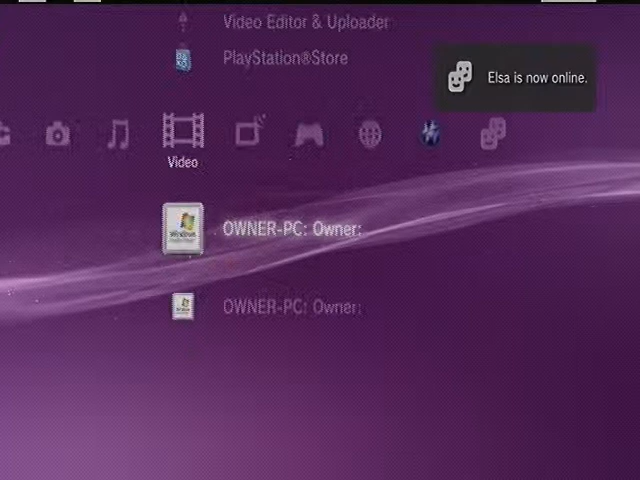 Video Editor & Uploader
PlayStation®Store
Elsa is now online.
Video
OWNER-PC: Owner:
OWNER-PC: Owner: